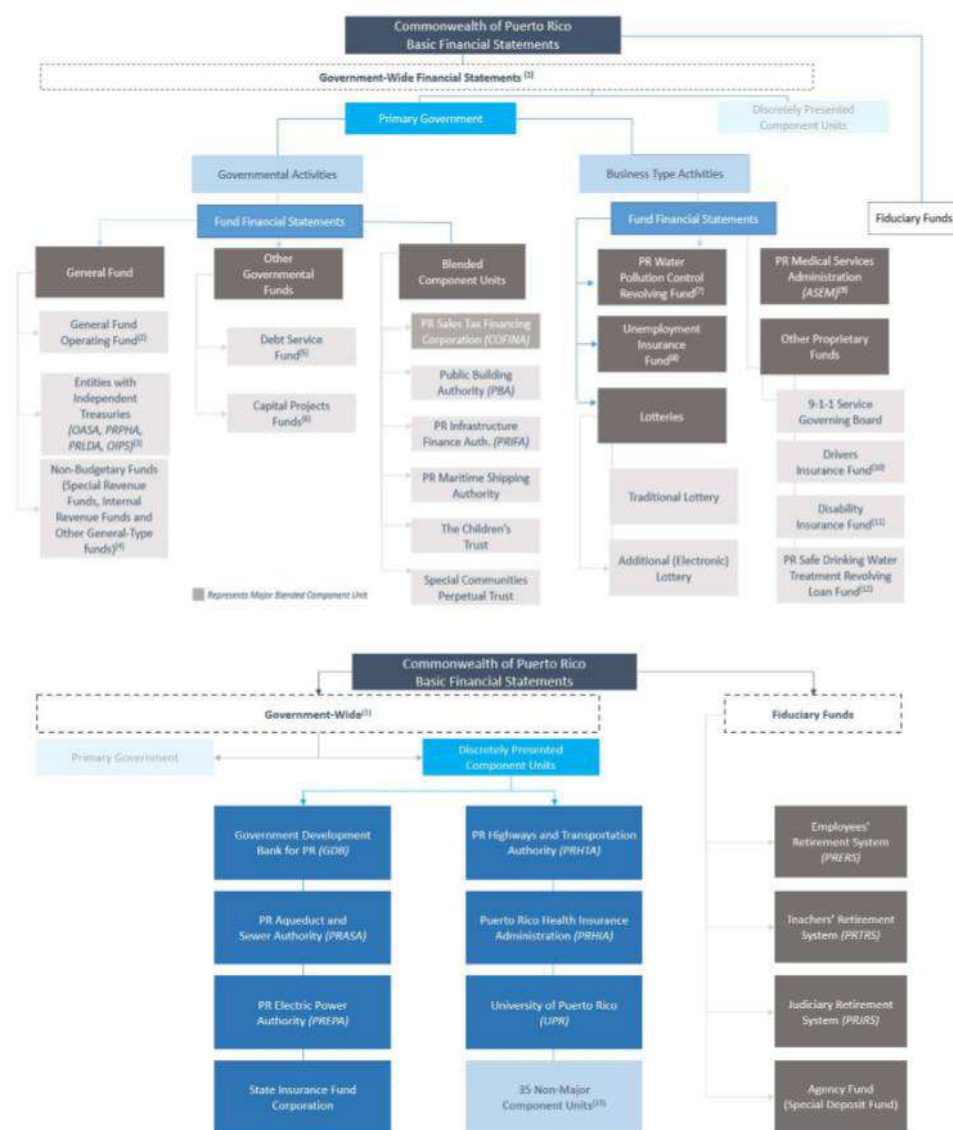 Commonwealth of Puerto Rico
Basic Financial Statements
Government-Wide Financial Statements (1)
Primary Government
Discretely Presented
Component Units
Governmental Activities
Business Type Activities
Fund Financial Statements
Fund Financial Statements
Fiduciary Funds
General Fund
Other
Governmental
Funds
Blended
Component Units
PR Water
Pollution Control
Revolving Fund(7)
PR Medical Services
Administration
(ASEM)(9)
General Fund
Operating Fund(2)
Debt Service
Fund(5)
PR Sales Tax Financing
Corporation (COFINA)
Unemployment
Insurance
Fund(8)
Other Proprietary
Funds
Entities with
Independent
Treasuries
(OASA, PRPHA,
PRLDA, OIPS)(3)
Capital Projects
Funds(6)
Public Building
Authority (PBA)
PR Infrastructure
Finance Auth. (PRIFA)
Lotteries
9-1-1 Service
Governing Board
Drivers
Insurance Fund(10)
Non-Budgetary Funds
(Special Revenue
Funds, Internal
Revenue Funds and
Other General-Type
funds)(4)
PR Maritime Shipping
Authority
The Children's
Trust
Special Communities
Perpetual Trust
Traditional Lottery
Additional (Electronic)
Lottery
Disability
Insurance Fund(11)
PR Safe Drinking Water
Treatment Revolving
Loan Fund(12)
Represents Major Blended Component Unit
Commonwealth of Puerto Rico
Basic Financial Statements
Government-Wide(1)
Fiduciary Funds
Primary Government
Discretely Presented
Component Units
Government Development
Bank for PR (GDB)
PR Highways and Transportation
Authority (PRHTA)
Employees'
Retirement System
(PRERS)
PR Aqueduct and
Sewer Authority (PRASA)
Puerto Rico Health Insurance
Administration (PRHIA)
Teachers' Retirement
System (PRTRS)
PR Electric Power
Authority (PREPA)
University of Puerto Rico
(UPR)
Judiciary Retirement
System (PRJRS)
State Insurance Fund
Corporation
35 Non-Major
Component Units(13)
Agency Fund
(Special Deposit Fund)